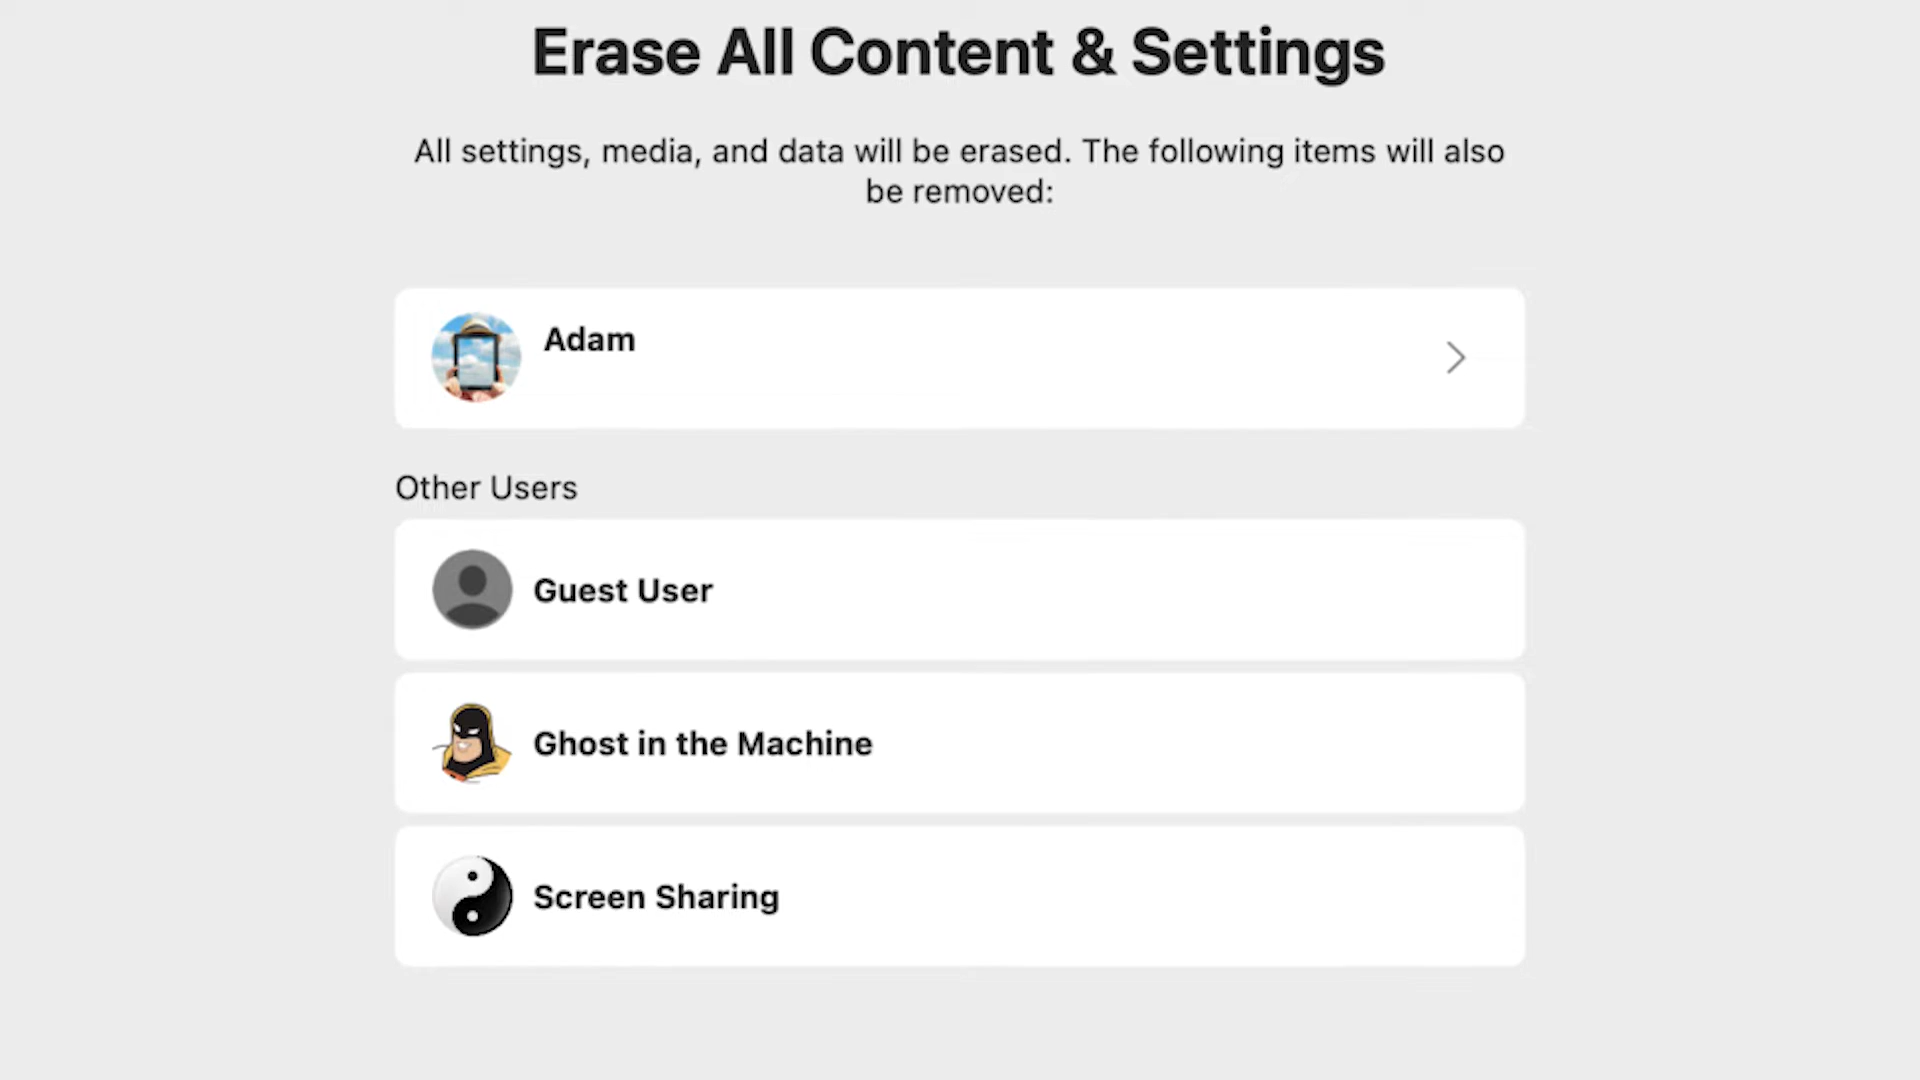 Erase All Content & Settings
All settings, media, and data will be erased. The following items will also
be removed:
Adam
Other Users
Guest User
Ghost in the Machine
Screen Sharing